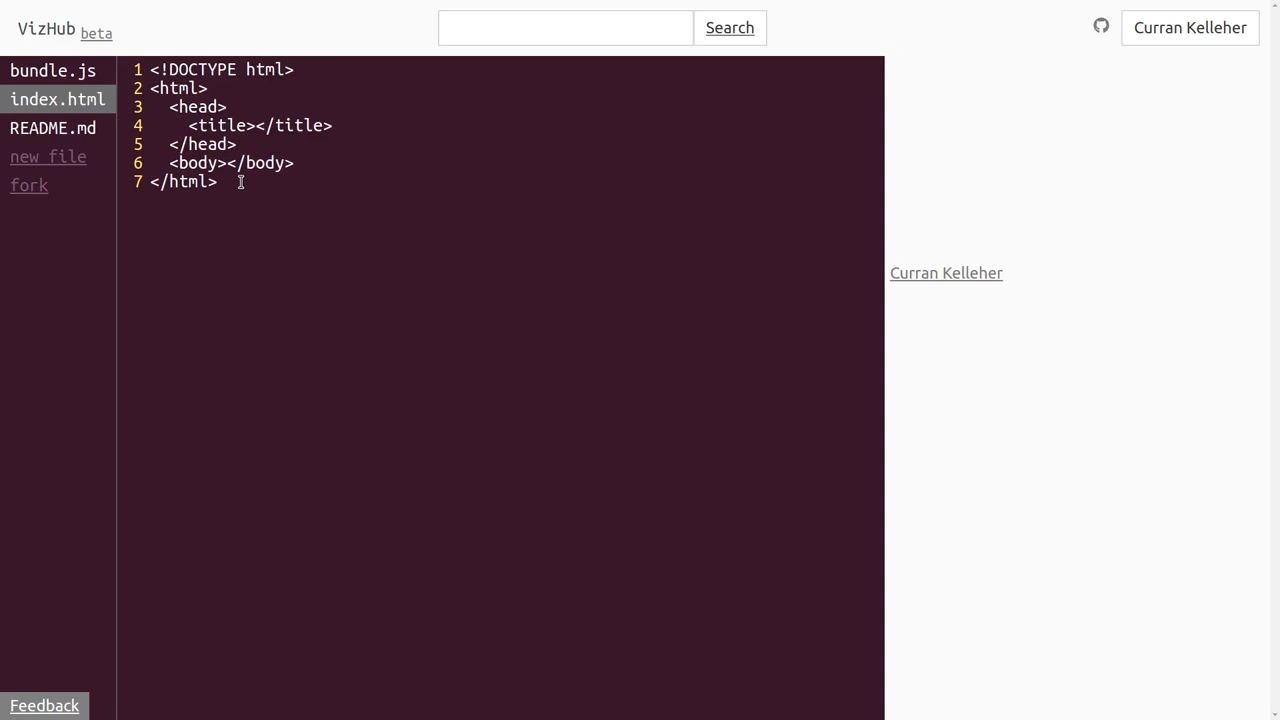 VizHub beta
Search
Curran Kelleher
bundle.js
index.html
README.md
new file
fork
1 <!DOCTYPE html>
2 <html>
3   <head>
4     <title></title>
5   </head>
6   <body></body>
7 </html>
Curran Kelleher
Feedback